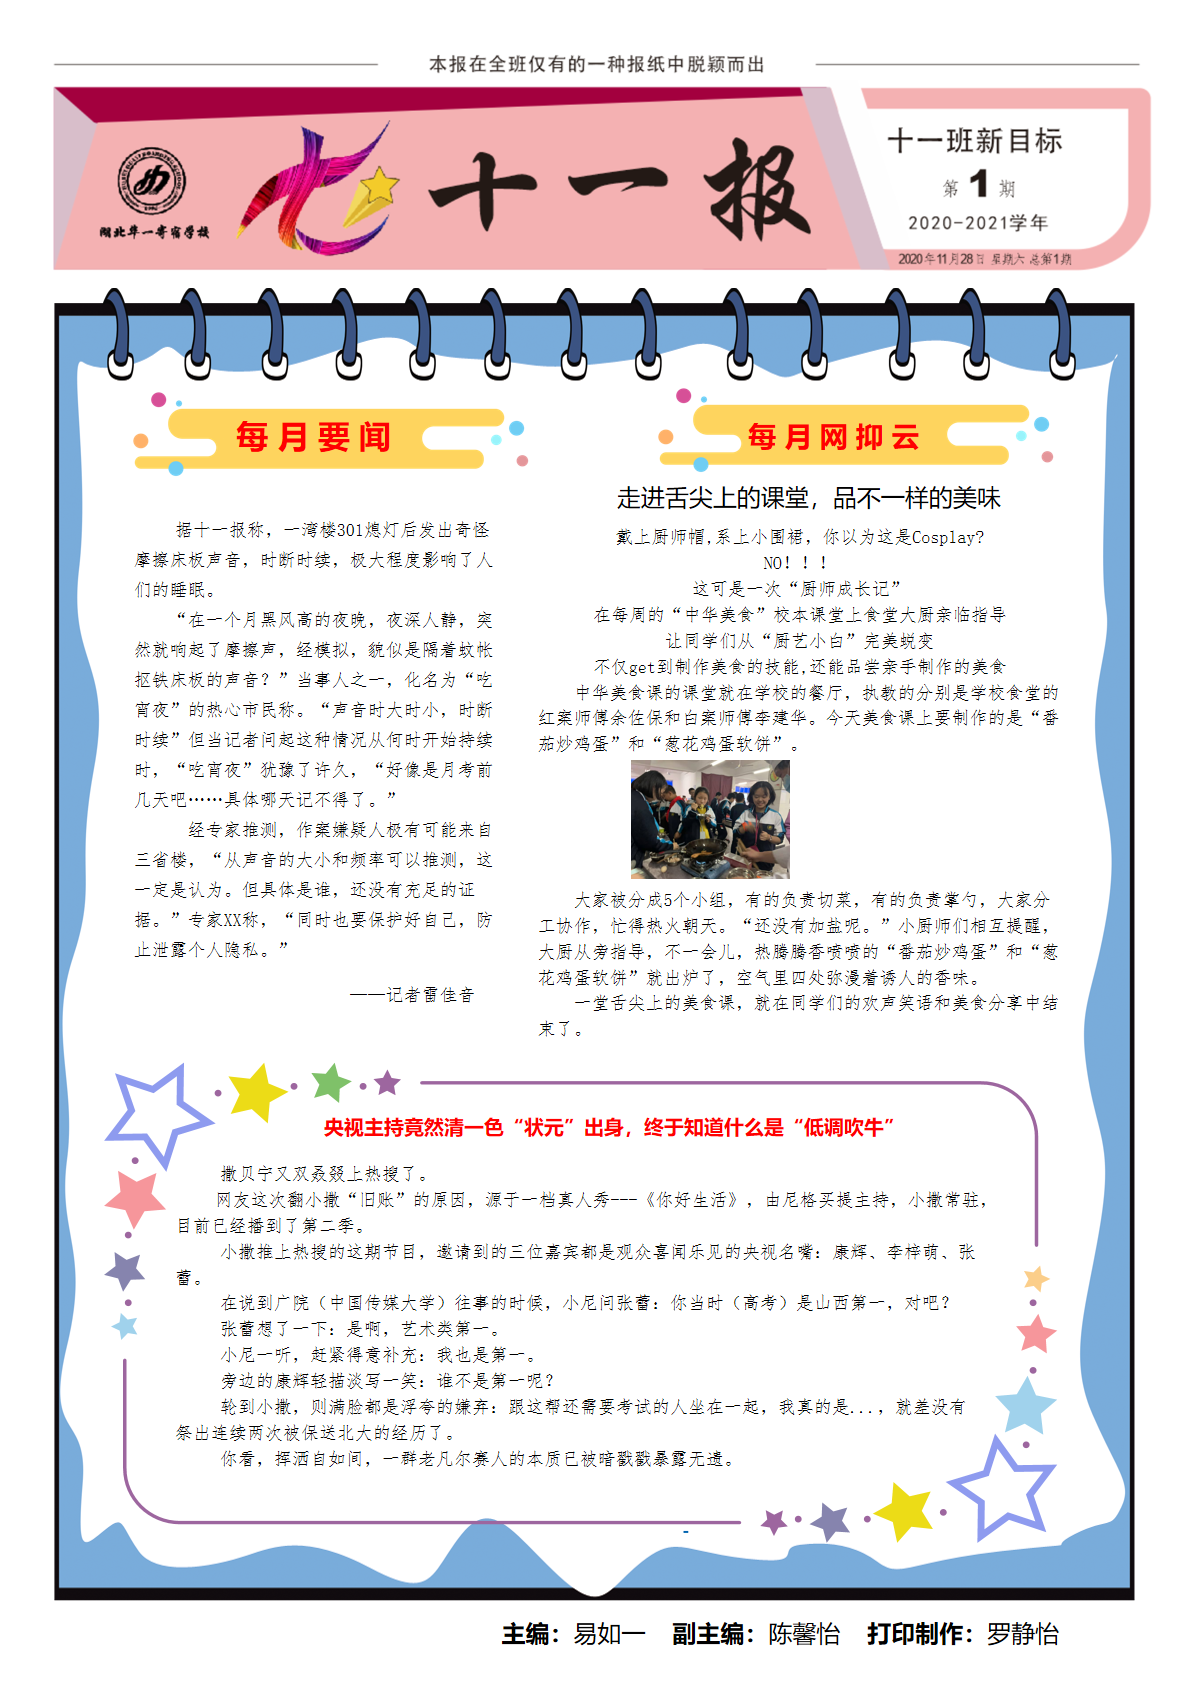 本报在全班仅有的一种报纸中脱颖而出
湖北华一寄宿学校
十一报
十一班新目标
第1期
2020-2021学年
2020年11月28日 星期六 总第1期
每月要闻
据十一报称，一湾楼301熄灯后发出奇怪
摩擦床板声音，时断时续，极大程度影响了人
们的睡眠。
“在一个月黑风高的夜晚，夜深人静，突
然就响起了摩擦声，经模拟，貌似是隔着蚊帐
抠铁床板的声音？”当事人之一，化名为“吃
宵夜”的热心市民称。“声音时大时小，时断
时续”但当记者问起这种情况从何时开始持续
时，“吃宵夜”犹豫了许久，“好像是月考前
几天吧……具体哪天记不得了。”
经专家推测，作案嫌疑人极有可能来自
三省楼，“从声音的大小和频率可以推测，这
一定是认为。但具体是谁，还没有充足的证
据。”专家XX称，“同时也要保护好自己，防
止泄露个人隐私。”
——记者雷佳音
每月网抑云
走进舌尖上的课堂，品不一样的美味
戴上厨师帽,系上小围裙，你以为这是Cosplay?
NO！！！
这可是一次“厨师成长记”
在每周的“中华美食”校本课堂上食堂大厨亲临指导
让同学们从“厨艺小白”完美蜕变
不仅get到制作美食的技能,还能品尝亲手制作的美食
中华美食课的课堂就在学校的餐厅，执教的分别是学校食堂的
红案师傅余佐保和白案师傅李建华。今天美食课上要制作的是“番
茄炒鸡蛋”和“葱花鸡蛋软饼”。
大家被分成5个小组，有的负责切菜，有的负责掌勺，大家分
工协作，忙得热火朝天。“还没有加盐呢。”小厨师们相互提醒，
大厨从旁指导，不一会儿，热腾腾香喷喷的“番茄炒鸡蛋”和“葱
花鸡蛋软饼”就出炉了，空气里四处弥漫着诱人的香味。
一堂舌尖上的美食课，就在同学们的欢声笑语和美食分享中结
束了。
央视主持竟然清一色“状元”出身，终于知道什么是“低调吹牛”
撒贝宁又双叒叕上热搜了。
网友这次翻小撒“旧账”的原因，源于一档真人秀---《你好生活》，由尼格买提主持，小撒常驻，
目前已经播到了第二季。
小撒推上热搜的这期节目，邀请到的三位嘉宾都是观众喜闻乐见的央视名嘴：康辉、李梓萌、张
蕾。
在说到广院（中国传媒大学）往事的时候，小尼问张蕾：你当时（高考）是山西第一，对吧？
张蕾想了一下：是啊，艺术类第一。
小尼一听，赶紧得意补充：我也是第一。
旁边的康辉轻描淡写一笑：谁不是第一呢？
轮到小撒，则满脸都是浮夸的嫌弃：跟这帮还需要考试的人坐在一起，我真的是...，就差没有
祭出连续两次被保送北大的经历了。
你看，挥洒自如间，一群老凡尔赛人的本质已被暗戳戳暴露无遗。
主编：易如一 副主编：陈馨怡 打印制作：罗静怡